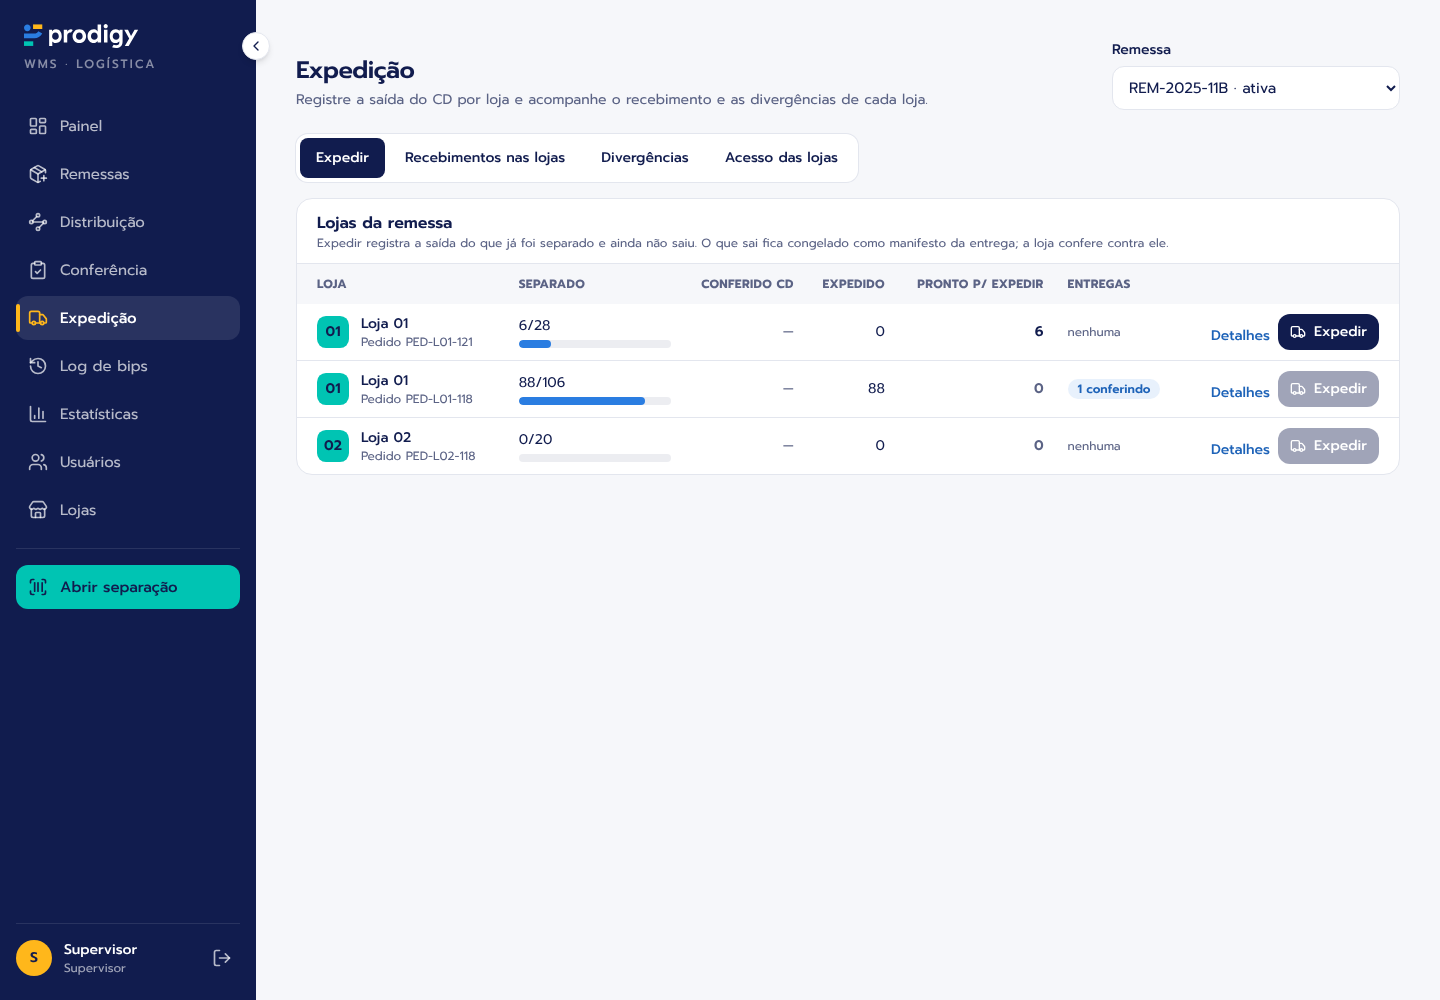 prodigy
WMS · LOGÍSTICA
Painel
Remessas
Distribuição
Conferência
Expedição
Log de bips
Estatísticas
Usuários
Lojas
Abrir separação
S
Supervisor
Supervisor
Expedição
Registre a saída do CD por loja e acompanhe o recebimento e as divergências de cada loja.
Remessa
REM-2025-11B · ativa
Expedir Recebimentos nas lojas Divergências Acesso das lojas
Lojas da remessa
Expedir registra a saída do que já foi separado e ainda não saiu. O que sai fica congelado como manifesto da entrega; a loja confere contra ele.
LOJA SEPARADO CONFERIDO CD EXPEDIDO PRONTO P/ EXPEDIR ENTREGAS
01 Loja 01 6/28 — 0 6 nenhuma Detalhes Expedir
Pedido PED-L01-121
01 Loja 01 88/106 — 88 0 1 conferindo Detalhes Expedir
Pedido PED-L01-118
02 Loja 02 0/20 — 0 0 nenhuma Detalhes Expedir
Pedido PED-L02-118